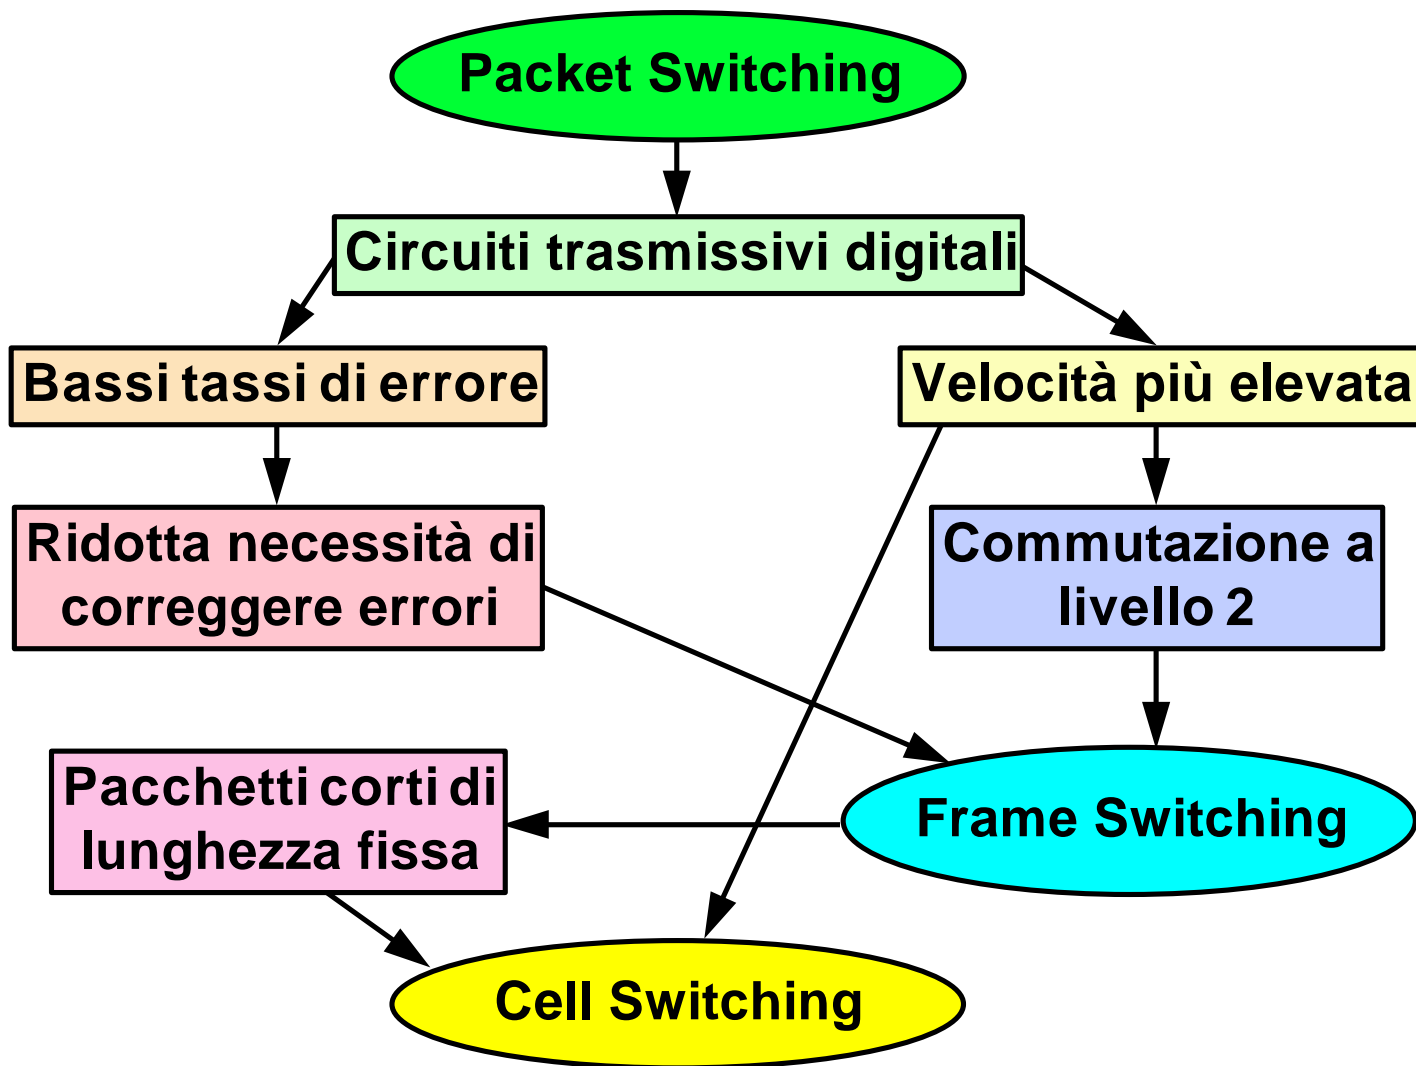 Packet Switching
Circuiti trasmissivi digitali
Bassi tassi di errore
Velocità più elevata
Ridotta necessità di
correggere errori
Commutazione a
livello 2
Pacchetti corti di
lunghezza fissa
Frame Switching
Cell Switching